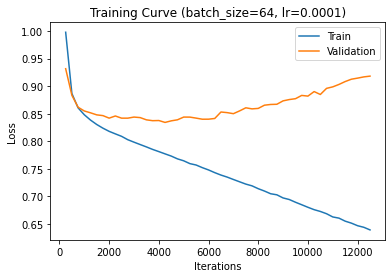 Training Curve (batch_size=64, lr=0.0001)
Train
Validation
1.00
0.95
0.90
0.85
0.80
0.75
0.70
0.65
Loss
0 2000 4000 6000 8000 10000 12000
Iterations